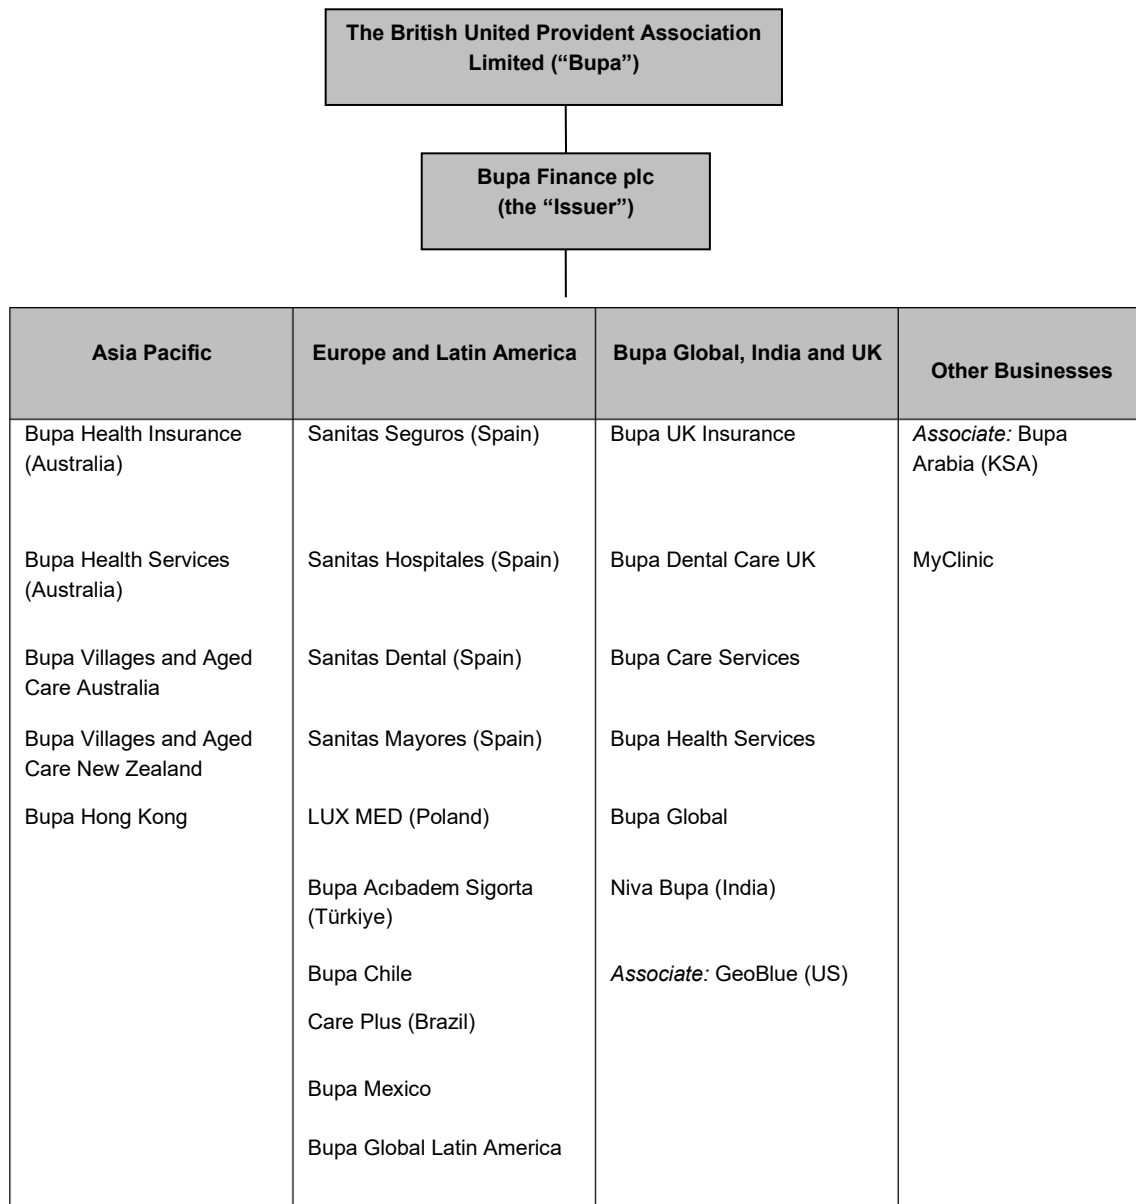 The British United Provident Association
Limited (“Bupa”)
Bupa Finance plc
(the “Issuer”)
Asia Pacific
Europe and Latin America
Bupa Global, India and UK
Other Businesses
Bupa Health Insurance
(Australia)
Sanitas Seguros (Spain)
Bupa UK Insurance
Associate: Bupa
Arabia (KSA)
Bupa Health Services
(Australia)
Sanitas Hospitales (Spain)
Bupa Dental Care UK
MyClinic
Bupa Villages and Aged
Care Australia
Sanitas Dental (Spain)
Bupa Care Services
Bupa Villages and Aged
Care New Zealand
Sanitas Mayores (Spain)
Bupa Health Services
Bupa Hong Kong
LUX MED (Poland)
Bupa Global
Bupa Acıbadem Sigorta
(Türkiye)
Niva Bupa (India)
Bupa Chile
Associate: GeoBlue (US)
Care Plus (Brazil)
Bupa Mexico
Bupa Global Latin America